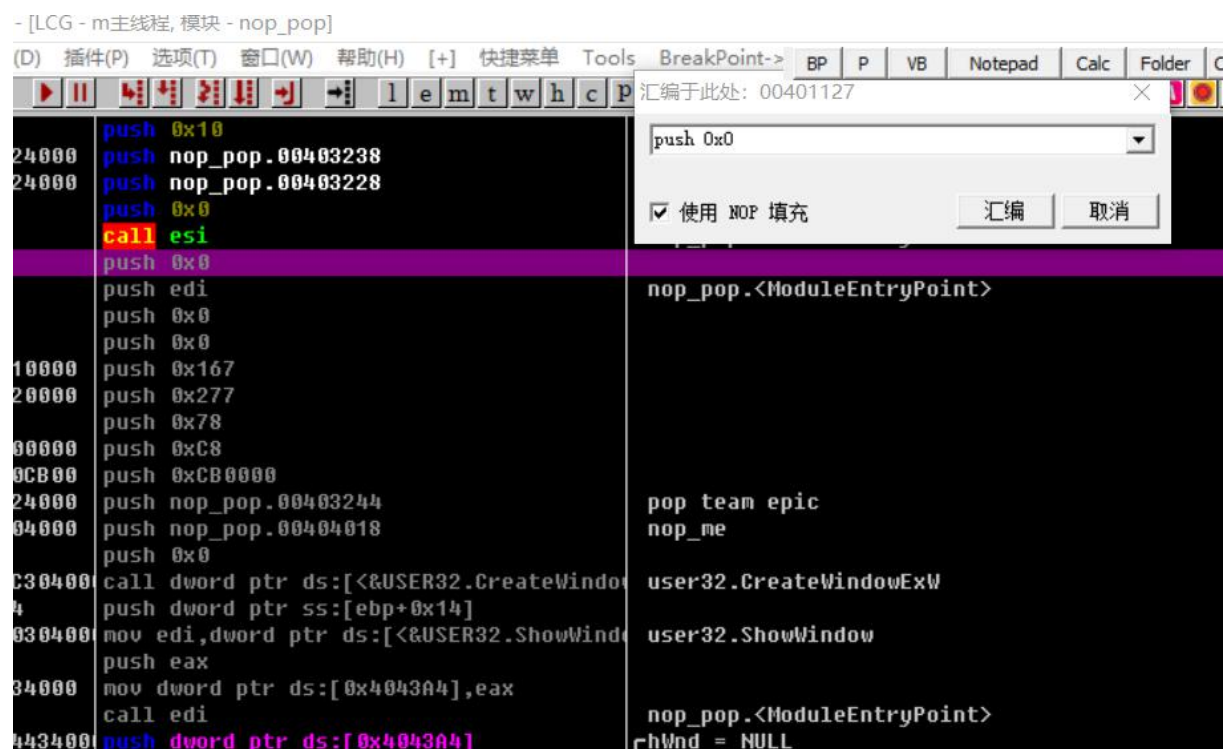 - [LCG - m主线程, 模块 - nop_pop]
(D) 插件(P) 选项(T) 窗口(W) 帮助(H) [+] 快捷菜单 Tools BreakPoint-> BP P VB Notepad Calc Folder
l e m t w h c P
汇编于此处: 00401127
push 0x0
使用 NOP 填充 汇编 取消
push 0x10
24000 push nop_pop.00403238
24000 push nop_pop.00403228
push 0x0
call esi
push 0x0
push edi nop_pop.<ModuleEntryPoint>
push 0x0
push 0x0
10000 push 0x167
20000 push 0x277
push 0x78
00000 push 0xC8
0CB00 push 0xCB0000
24000 push nop_pop.00403244 pop team epic
04000 push nop_pop.00404018 nop_me
push 0x0
C30400 call dword ptr ds:[<&USER32.CreateWindo user32.CreateWindowExW
4 push dword ptr ss:[ebp+0x14]
030400 mov edi,dword ptr ds:[<&USER32.ShowWind user32.ShowWindow
push eax
34000 mov dword ptr ds:[0x4043A4],eax
call edi nop_pop.<ModuleEntryPoint>
443400 push dword ptr ds:[0x4043A4] hWnd = NULL